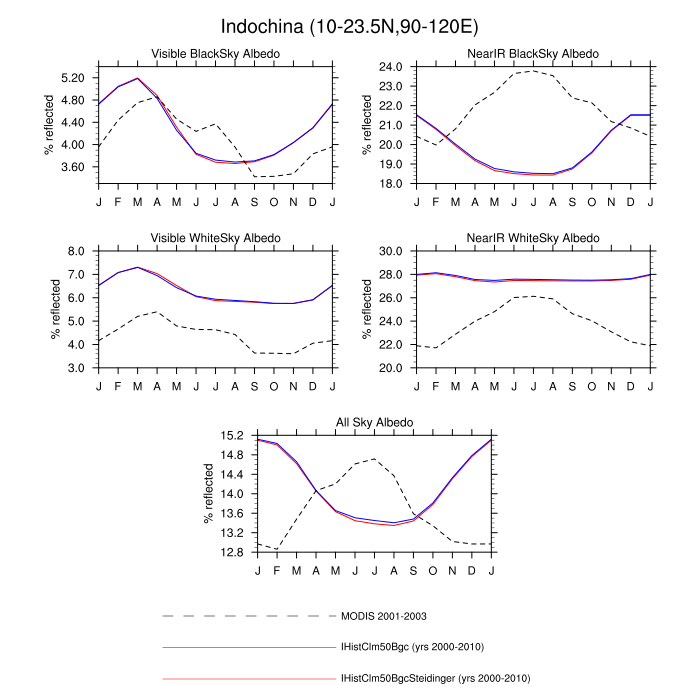 Indochina (10-23.5N,90-120E)
Visible BlackSky Albedo
% reflected
5.20
4.80
4.40
4.00
3.60
J F M A M J J A S O N D J
NearIR BlackSky Albedo
% reflected
24.0
23.0
22.0
21.0
20.0
19.0
18.0
J F M A M J J A S O N D J
Visible WhiteSky Albedo
% reflected
8.0
7.0
6.0
5.0
4.0
3.0
J F M A M J J A S O N D J
NearIR WhiteSky Albedo
% reflected
30.0
28.0
26.0
24.0
22.0
20.0
J F M A M J J A S O N D J
All Sky Albedo
% reflected
15.2
14.8
14.4
14.0
13.6
13.2
12.8
J F M A M J J A S O N D J
MODIS 2001-2003
IHistClm50Bgc (yrs 2000-2010)
IHistClm50BgcSteidinger (yrs 2000-2010)